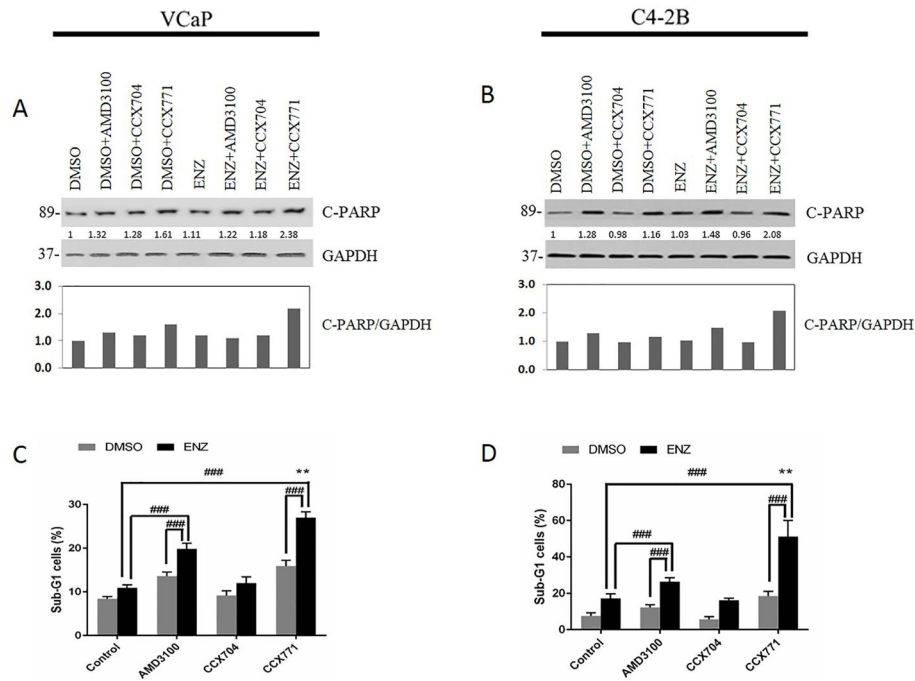 VCaP
C4-2B
A
DMSO
DMSO+AMD3100
DMSO+CCX704
DMSO+CCX771
ENZ
ENZ+AMD3100
ENZ+CCX704
ENZ+CCX771
89-
C-PARP
1 1.32 1.28 1.61 1.11 1.22 1.18 2.38
37-
GAPDH
3.0
2.0
1.0
0.0
C-PARP/GAPDH
B
DMSO
DMSO+AMD3100
DMSO+CCX704
DMSO+CCX771
ENZ
ENZ+AMD3100
ENZ+CCX704
ENZ+CCX771
89-
C-PARP
1 1.28 0.98 1.16 1.03 1.48 0.96 2.08
37-
GAPDH
3.0
2.0
1.0
0.0
C-PARP/GAPDH
C
DMSO ENZ
###
**
###
###
###
Sub-G1 cells (%)
30
20
10
0
Control AMD3100 CCX704 CCX771
D
DMSO ENZ
###
**
###
###
###
Sub-G1 cells (%)
80
60
40
20
0
Control AMD3100 CCX704 CCX771